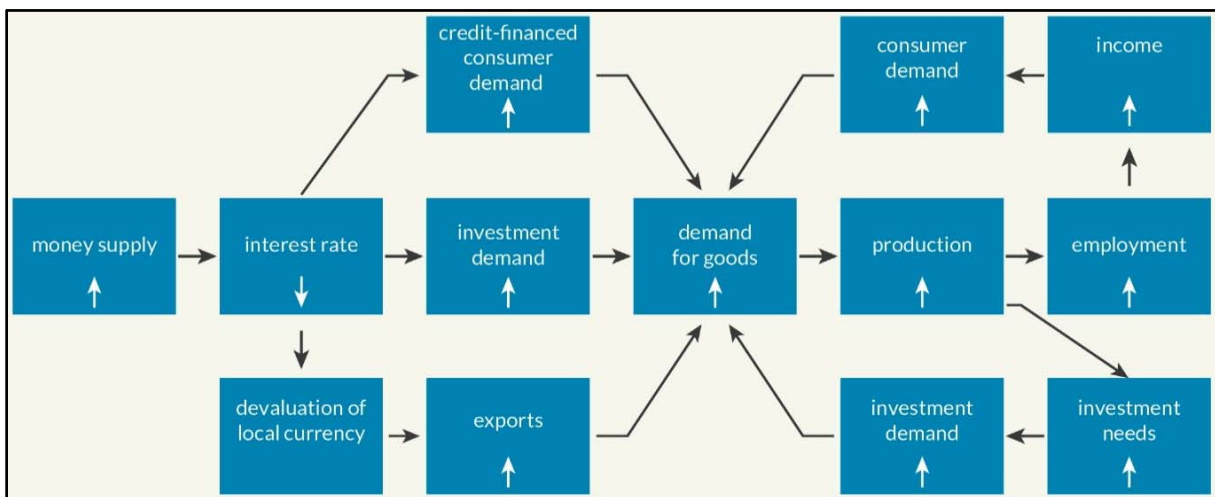 credit-financed
consumer
demand
consumer
demand
income
money supply
interest rate
investment
demand
demand
for goods
production
employment
devaluation of
local currency
exports
investment
demand
investment
needs